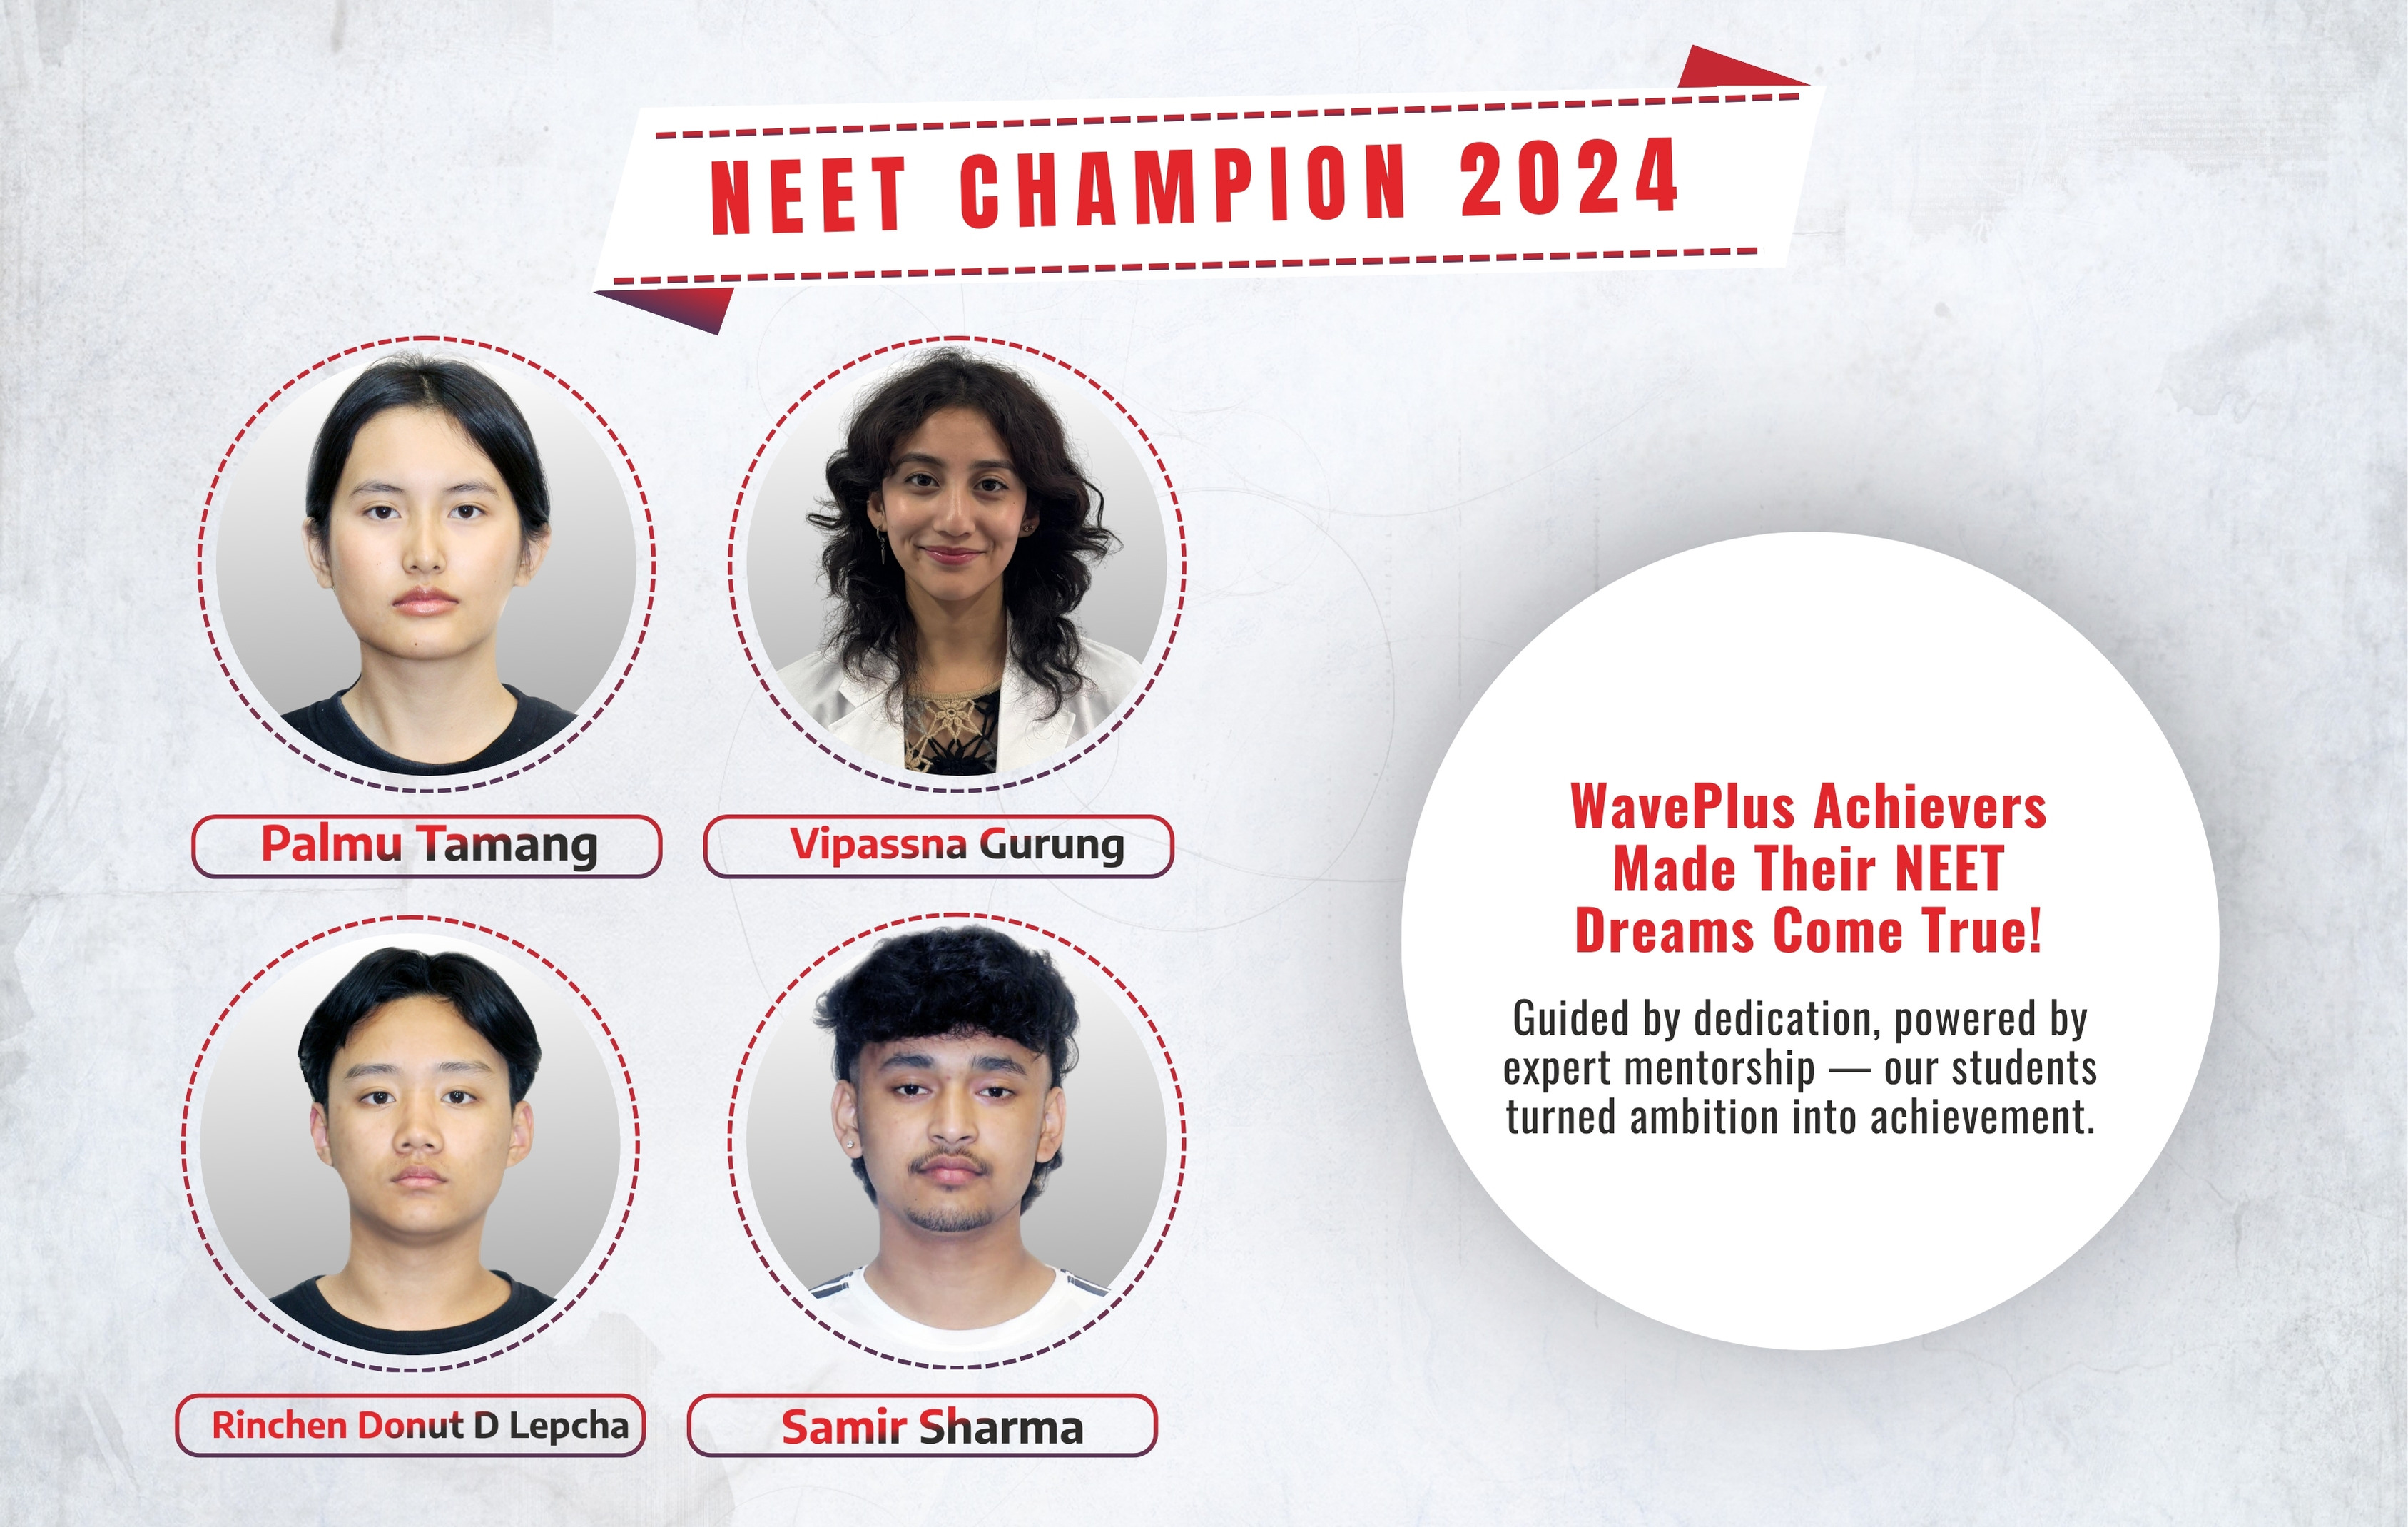 NEET CHAMPION 2024
Palmu Tamang
Vipassna Gurung
Rinchen Donut D Lepcha
Samir Sharma
WavePlus Achievers
Made Their NEET
Dreams Come True!
Guided by dedication, powered by
expert mentorship — our students
turned ambition into achievement.